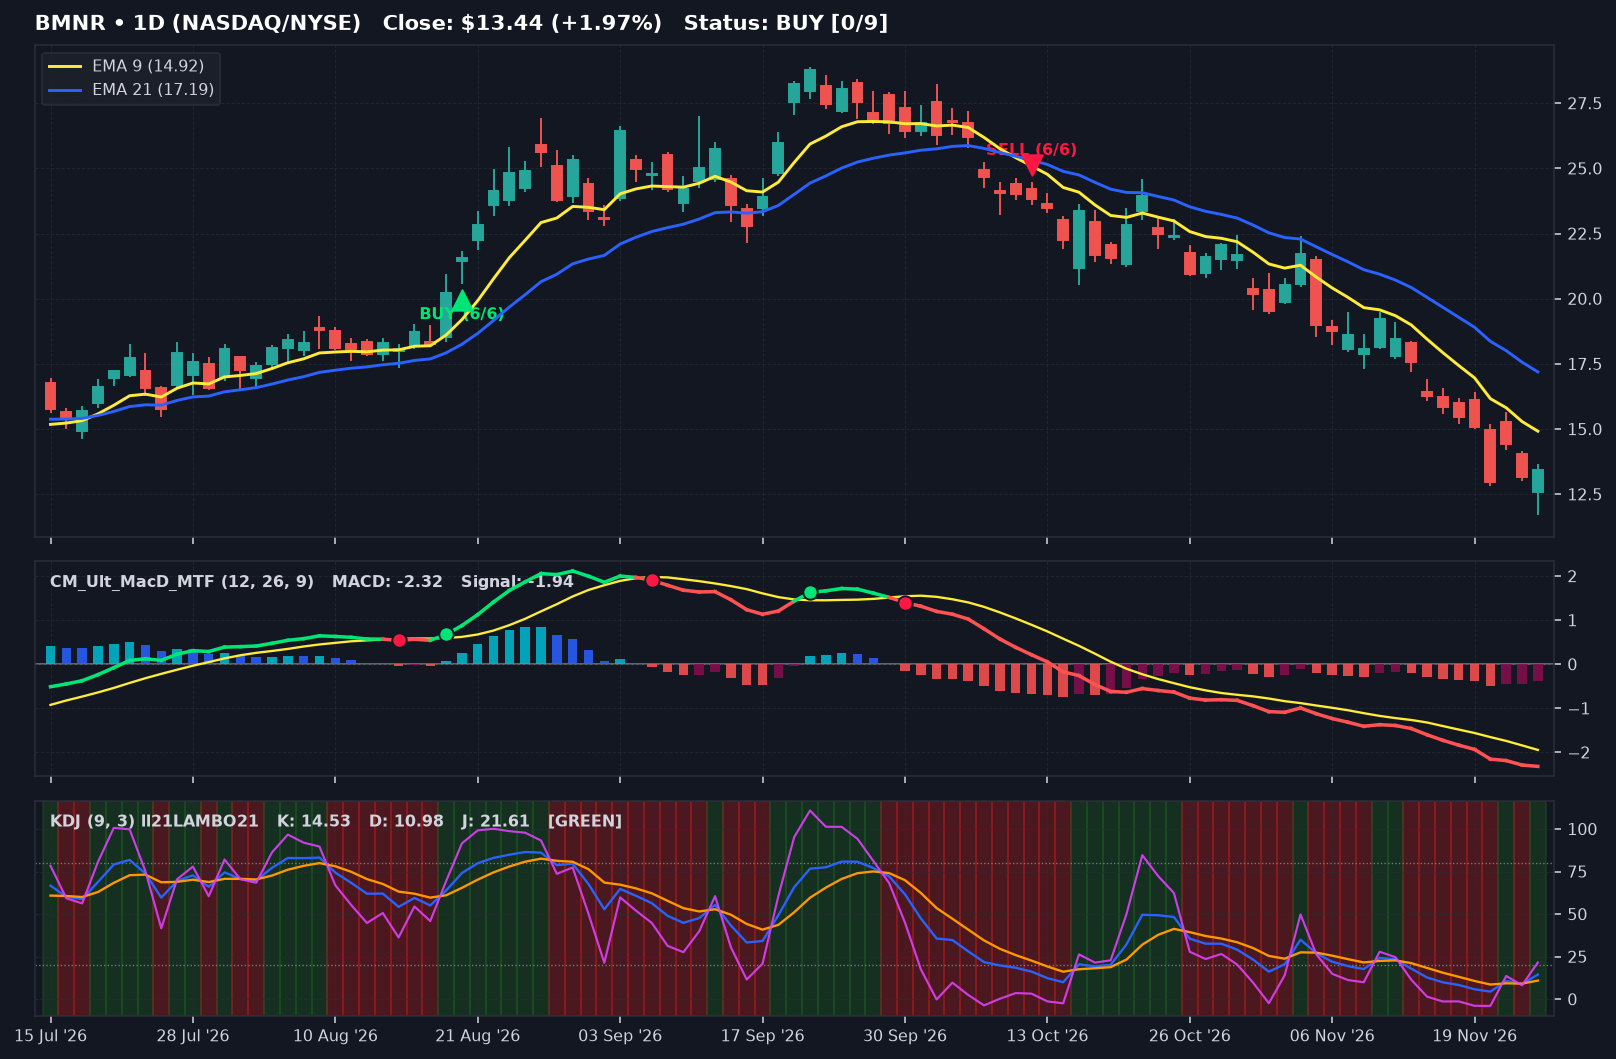 BMNR • 1D (NASDAQ/NYSE)   Close: $13.44 (+1.97%)   Status: BUY [0/9]
EMA 9 (14.92)
EMA 21 (17.19)
27.5
25.0
22.5
20.0
17.5
15.0
12.5
SELL (6/6)
BUY (6/6)
CM_Ult_MacD_MTF (12, 26, 9)   MACD: -2.32   Signal: -1.94
2
1
0
−1
−2
KDJ (9, 3) II21LAMBO21   K: 14.53   D: 10.98   J: 21.61   [GREEN]
100
75
50
25
0
15 Jul '26
28 Jul '26
10 Aug '26
21 Aug '26
03 Sep '26
17 Sep '26
30 Sep '26
13 Oct '26
26 Oct '26
06 Nov '26
19 Nov '26